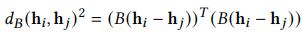 d_B(h_i, h_j)^2 = (B(h_i − h_j))^T (B(h_i − h_j))